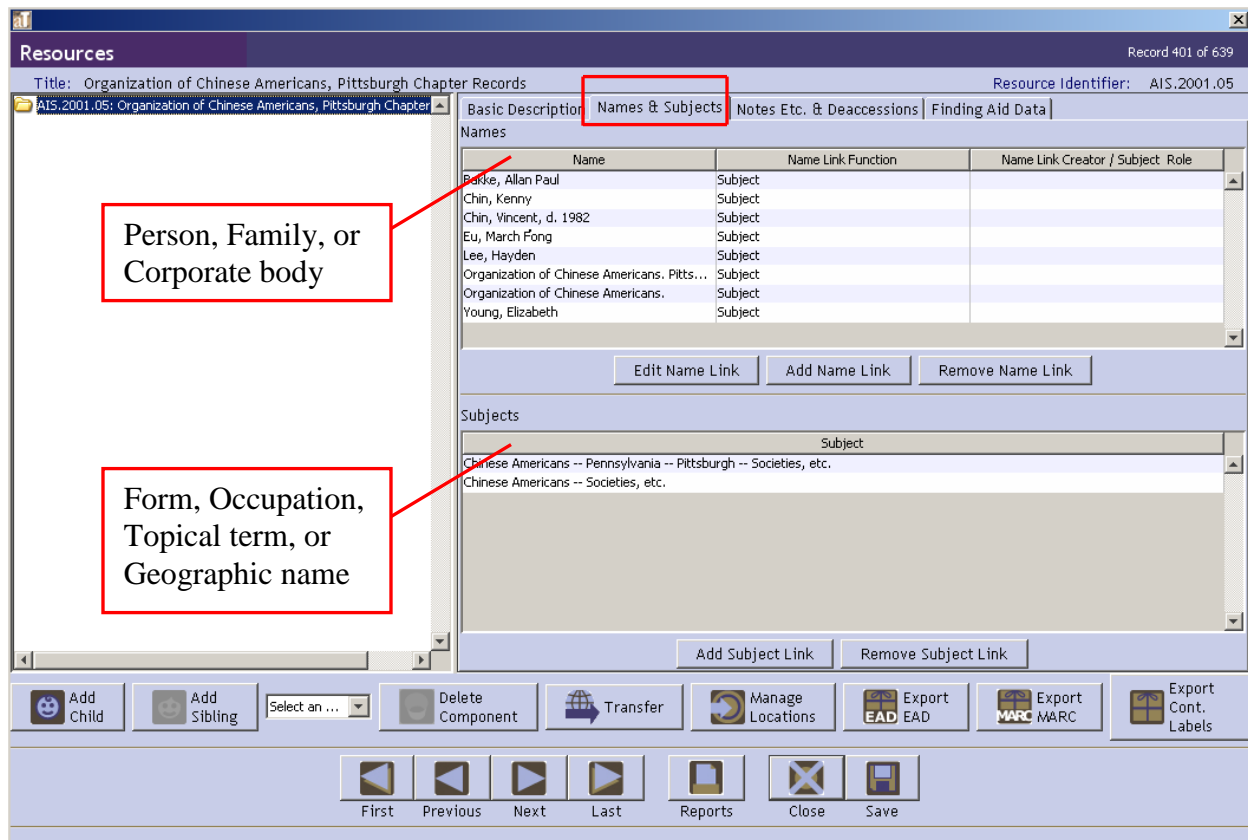 aT
Resources
Record 401 of 639
Title: Organization of Chinese Americans, Pittsburgh Chapter Records
Resource Identifier: AIS.2001.05
AIS.2001.05: Organization of Chinese Americans, Pittsburgh Chapter
Basic Description
Names & Subjects
Notes Etc. & Deaccessions
Finding Aid Data
Names
Name Name Link Function Name Link Creator / Subject Role
Bakke, Allan Paul Subject
Chin, Kenny Subject
Chin, Vincent, d. 1982 Subject
Eu, March Fong Subject
Lee, Hayden Subject
Organization of Chinese Americans. Pitts... Subject
Organization of Chinese Americans. Subject
Young, Elizabeth Subject
Person, Family, or
Corporate body
Edit Name Link
Add Name Link
Remove Name Link
Subjects
Subject
Chinese Americans -- Pennsylvania -- Pittsburgh -- Societies, etc.
Chinese Americans -- Societies, etc.
Form, Occupation,
Topical term, or
Geographic name
Add Subject Link
Remove Subject Link
Add
Child
Add
Sibling
Select an ...
Delete
Component
Transfer
Manage
Locations
EAD
Export
EAD
MARC
Export
MARC
Export
Cont.
Labels
First
Previous
Next
Last
Reports
Close
Save